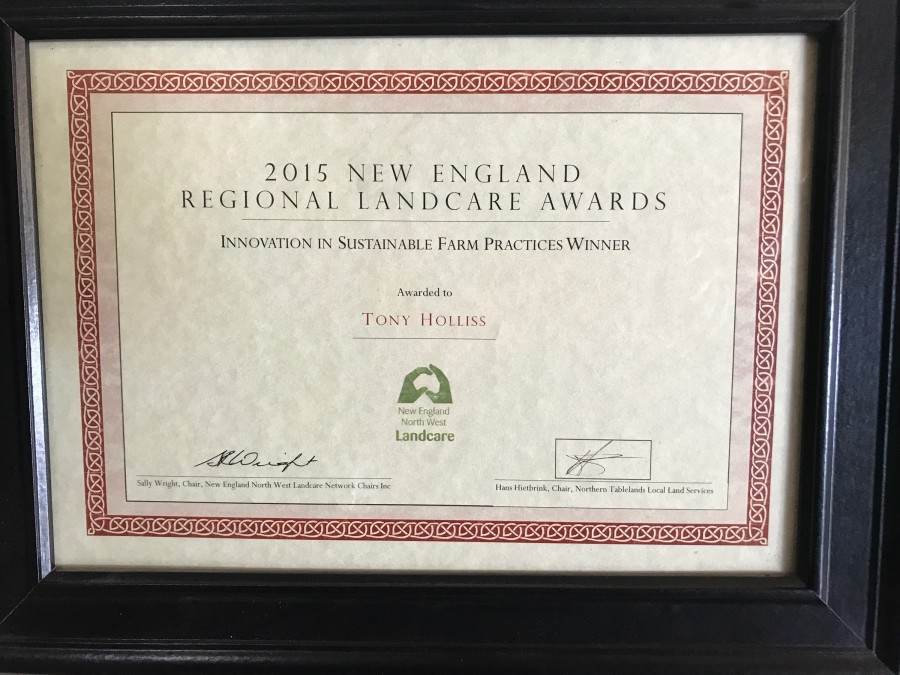 2015 New England
Regional Landcare Awards
Innovation in Sustainable Farm Practices Winner
Awarded to
Tony Holliss
New England
North West
Landcare
SWright
Sally Wright, Chair, New England North West Landcare Network Chairs Inc
Hans Hietbrink, Chair, Northern Tablelands Local Land Services